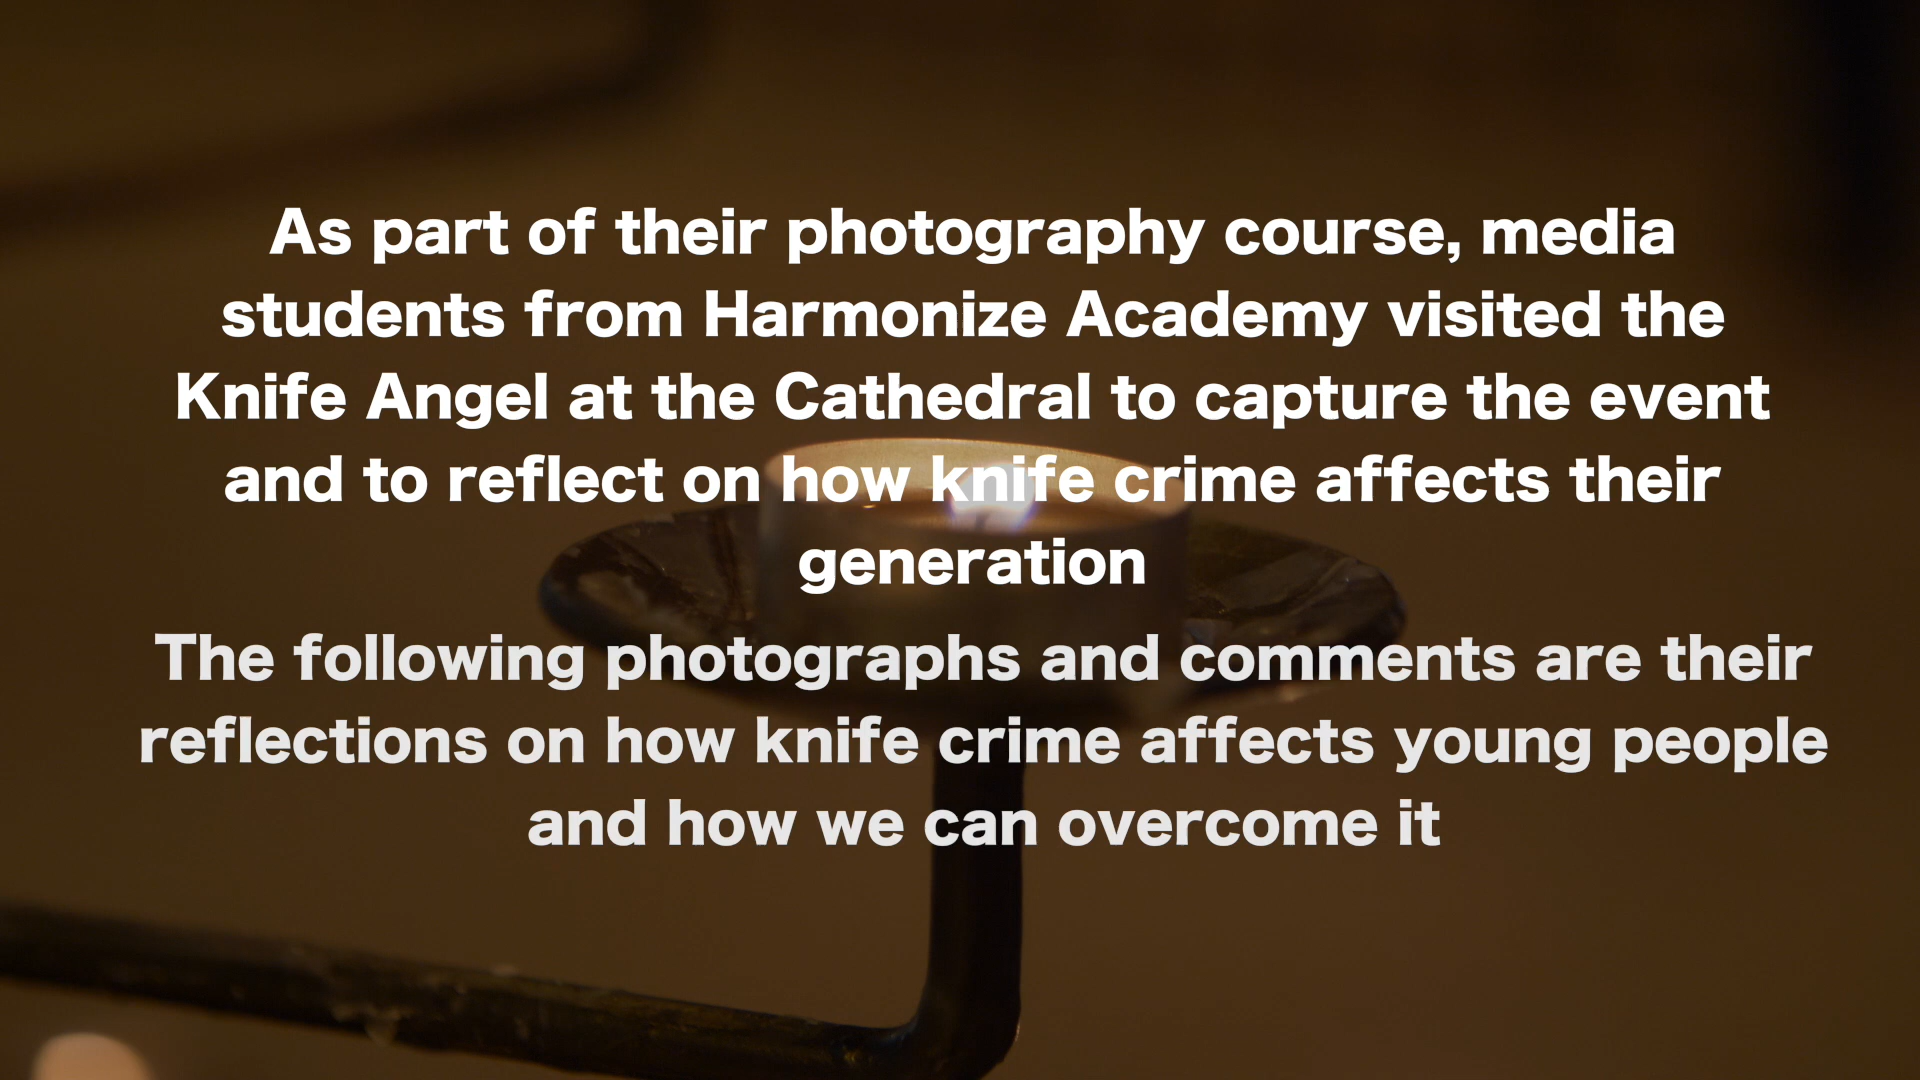 As part of their photography course, media
students from Harmonize Academy visited the
Knife Angel at the Cathedral to capture the event
and to reflect on how knife crime affects their
generation
The following photographs and comments are their
reflections on how knife crime affects young people
and how we can overcome it